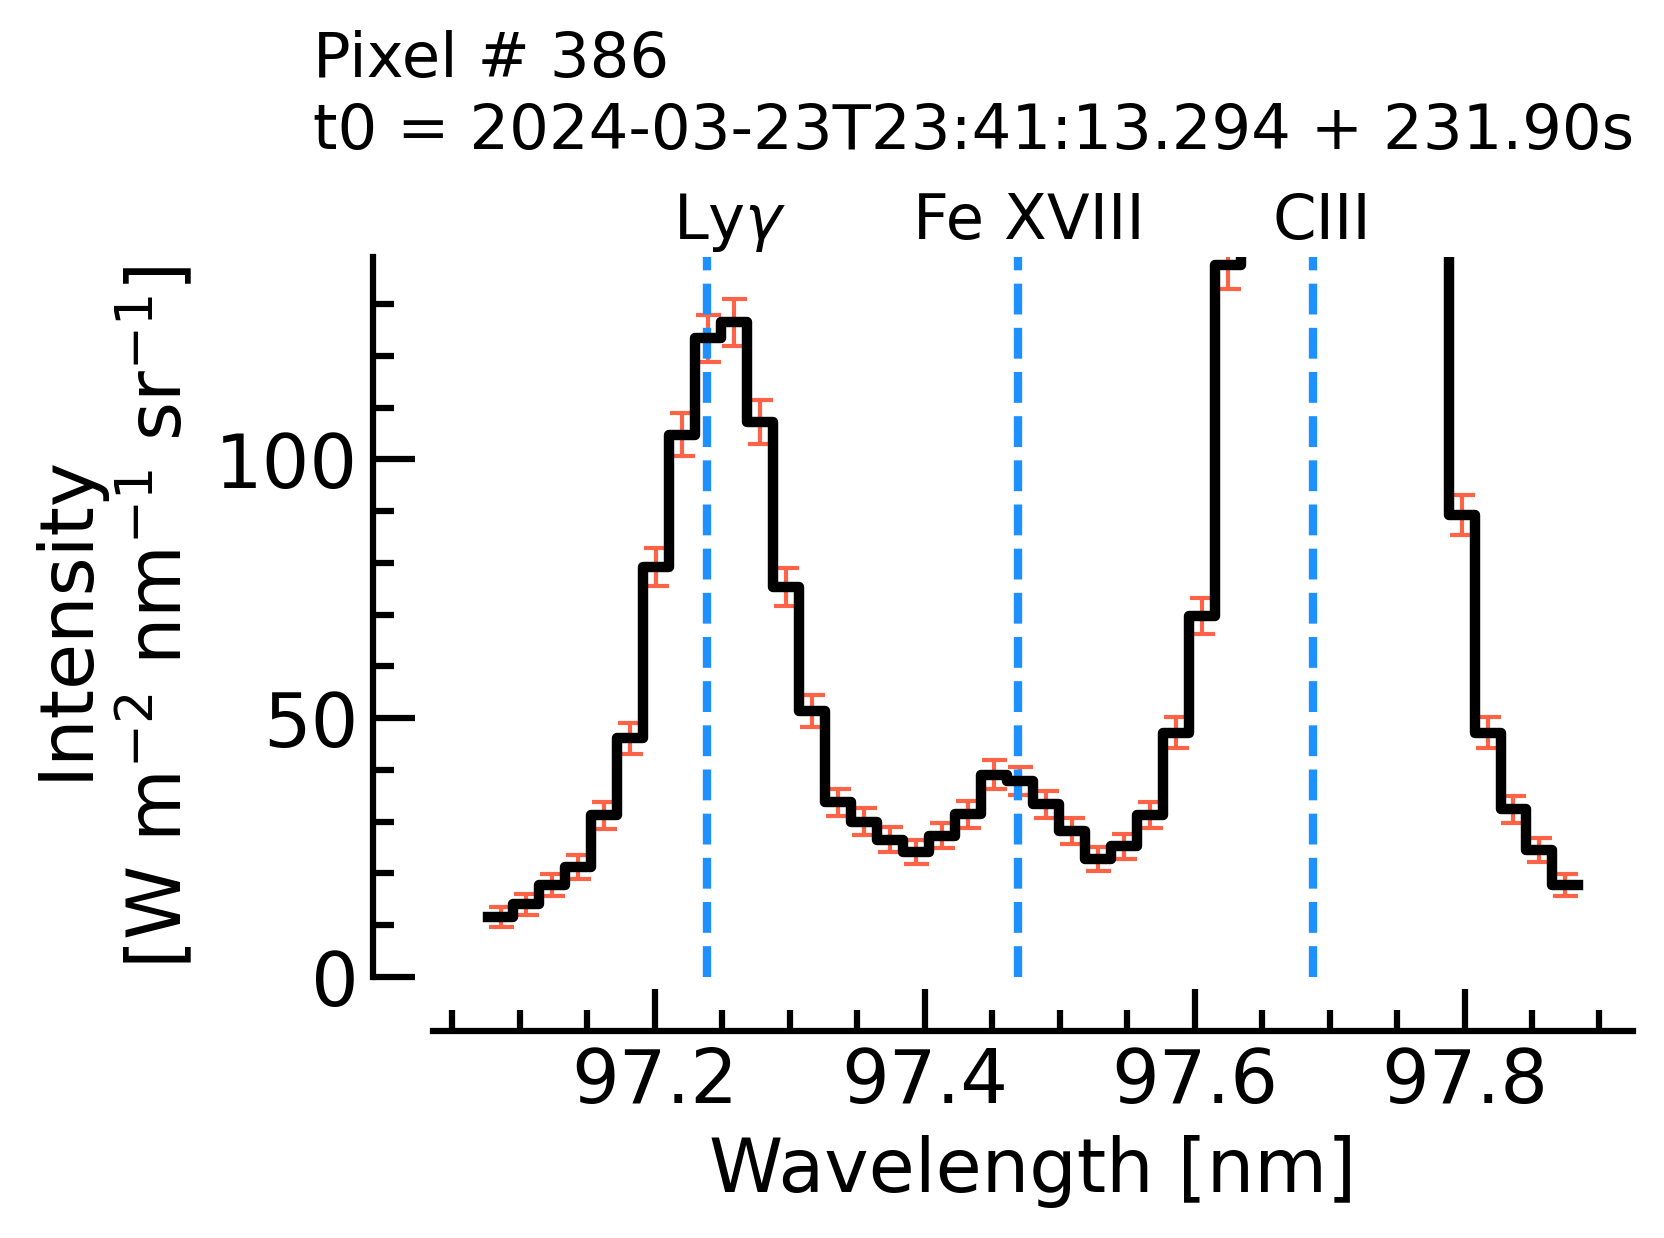 Pixel # 386
t0 = 2024-03-23T23:41:13.294 + 231.90s
Lyγ Fe XVIII CIII
Intensity
[W m⁻² nm⁻¹ sr⁻¹]
100
50
0
97.2 97.4 97.6 97.8
Wavelength [nm]